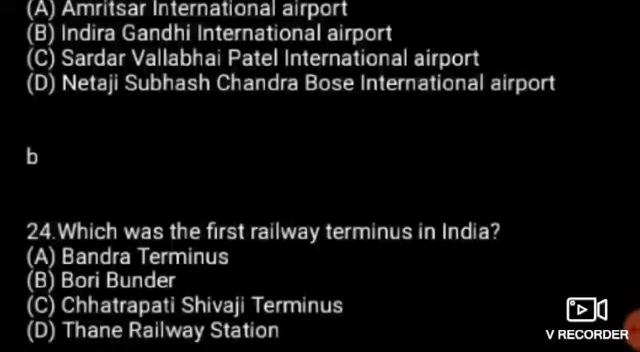 (A) Amritsar International airport
(B) Indira Gandhi International airport
(C) Sardar Vallabhai Patel International airport
(D) Netaji Subhash Chandra Bose International airport
b
24.Which was the first railway terminus in India?
(A) Bandra Terminus
(B) Bori Bunder
(C) Chhatrapati Shivaji Terminus
(D) Thane Railway Station
V RECORDER